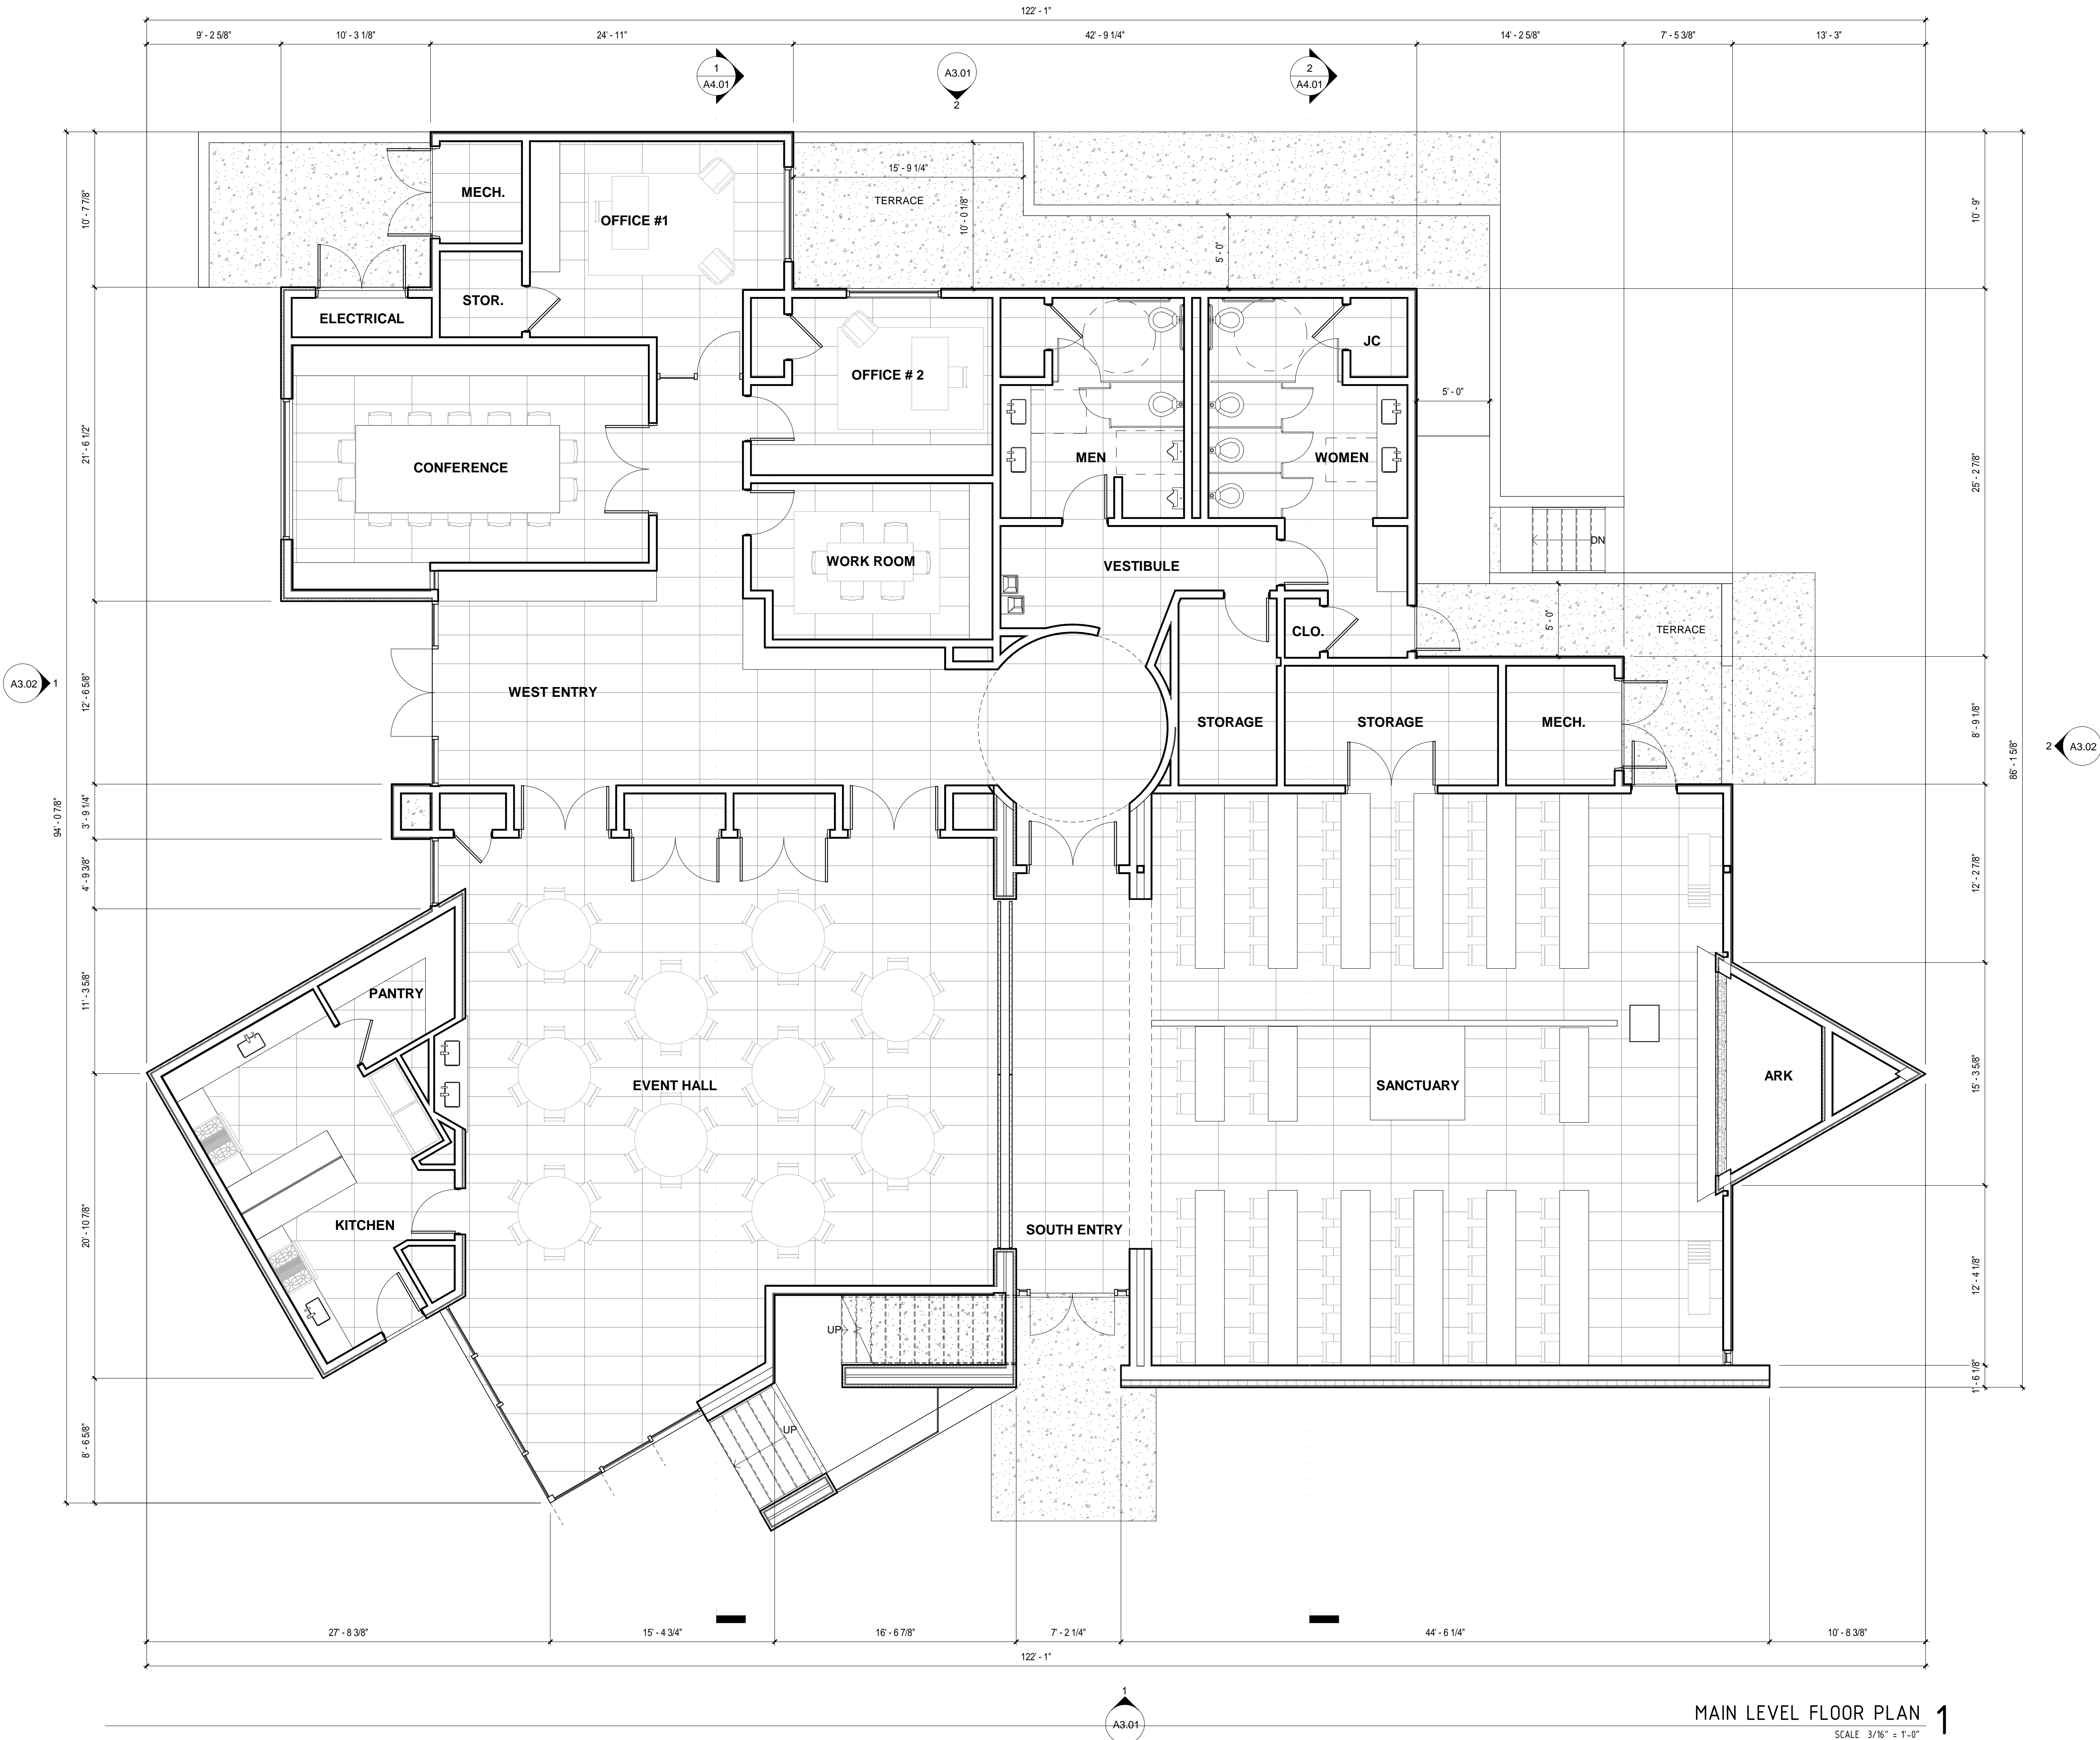 122' - 1"
9' - 2 5/8"
10' - 3 1/8"
24' - 11"
42' - 9 1/4"
14' - 2 5/8"
7' - 5 3/8"
13' - 3"
1
A4.01
A3.01
2
2
A4.01
10' - 7 7/8"
MECH.
OFFICE #1
15' - 9 1/4"
TERRACE
10' - 0 1/8"
5' - 0"
10' - 9"
STOR.
ELECTRICAL
JC
OFFICE # 2
5' - 0"
21' - 6 1/2"
CONFERENCE
MEN
WOMEN
25' - 2 7/8"
DN
WORK ROOM
VESTIBULE
CLO.
5' - 0"
TERRACE
A3.02
1
12' - 6 5/8"
WEST ENTRY
STORAGE
STORAGE
MECH.
8' - 9 1/8"
86' - 1 5/8"
2
A3.02
94' - 0 7/8"
3' - 9 1/4"
4' - 9 3/8"
12' - 2 7/8"
11' - 3 5/8"
PANTRY
EVENT HALL
SANCTUARY
ARK
15' - 3 5/8"
20' - 10 7/8"
KITCHEN
SOUTH ENTRY
12' - 4 1/8"
UP
1' - 6 1/8"
8' - 6 5/8"
UP
27' - 8 3/8"
15' - 4 3/4"
16' - 6 7/8"
7' - 2 1/4"
44' - 6 1/4"
10' - 8 3/8"
122' - 1"
1
A3.01
MAIN LEVEL FLOOR PLAN 1
SCALE 3/16" = 1'-0"